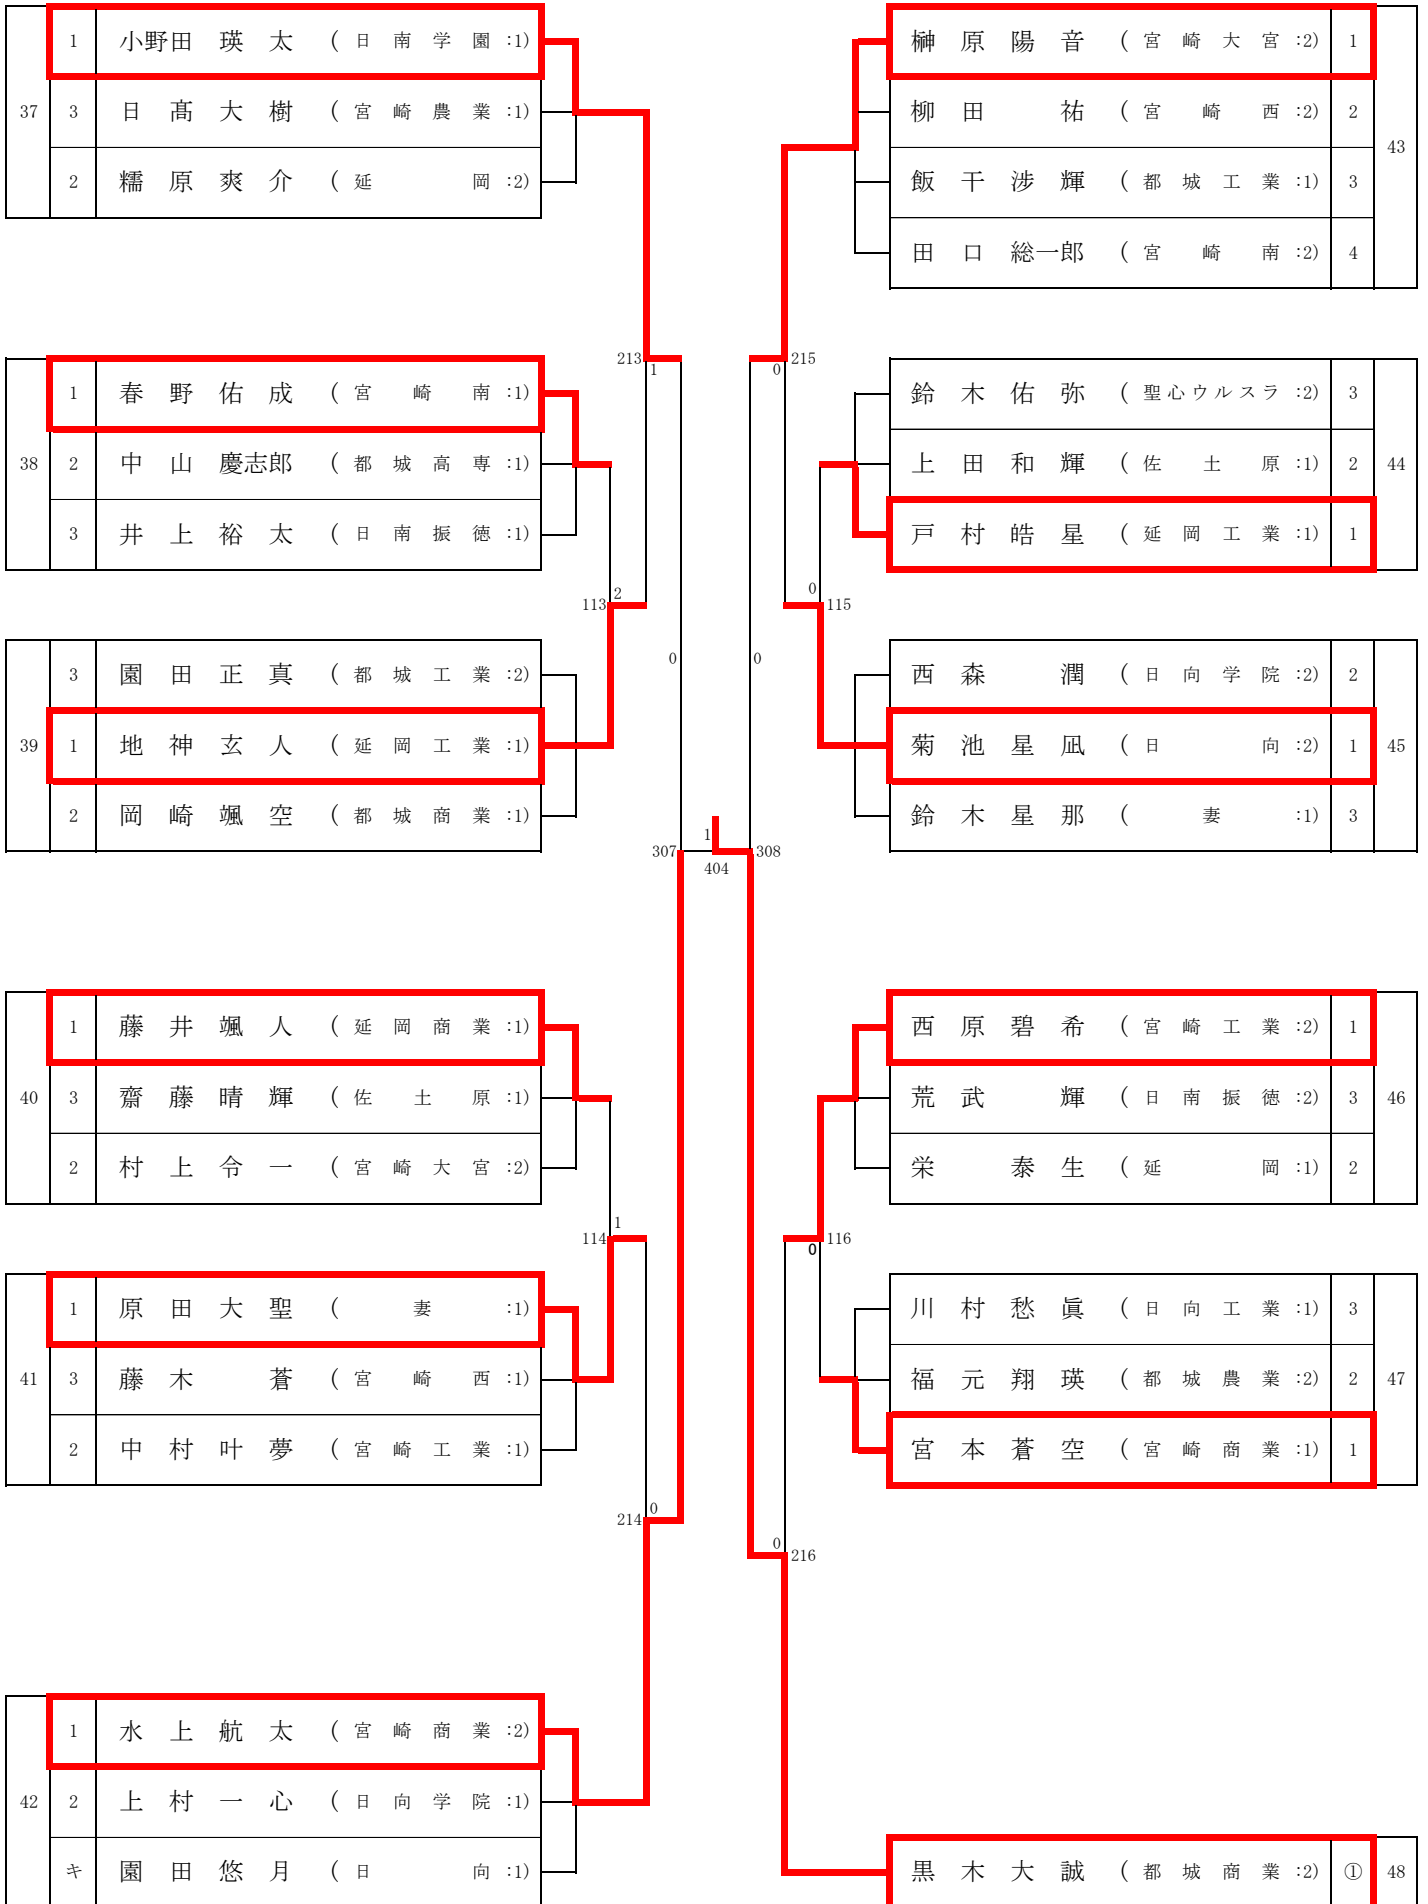 37
1 小野田 瑛太 (日南学園:1)
3 日髙大樹 (宮崎農業:1)
2 糯原爽介 (延岡:2)
38
1 春野佑成 (宮崎南:1)
2 中山慶志郎 (都城高専:1)
3 井上裕太 (日南振徳:1)
39
3 園田正真 (都城工業:2)
1 地神玄人 (延岡工業:1)
2 岡崎颯空 (都城商業:1)
40
1 藤井颯人 (延岡商業:1)
3 齋藤晴輝 (佐土原:1)
2 村上令一 (宮崎大宮:2)
41
1 原田大聖 (妻:1)
3 藤木蒼 (宮崎西:1)
2 中村叶夢 (宮崎工業:1)
42
1 水上航太 (宮崎商業:2)
2 上村一心 (日向学院:1)
キ 園田悠月 (日向:1)
213
1
113
2
0
307
114
1
214
0
1
404
215
0
0
115
0
308
116
0
0
216
榊原陽音 (宮崎大宮:2) 1
柳田祐 (宮崎西:2) 2
飯干渉輝 (都城工業:1) 3
田口総一郎 (宮崎南:2) 4
43
鈴木佑弥 (聖心ウルスラ:2) 3
上田和輝 (佐土原:1) 2
戸村皓星 (延岡工業:1) 1
44
西森潤 (日向学院:2) 2
菊池星凪 (日向:2) 1
鈴木星那 (妻:1) 3
45
西原碧希 (宮崎工業:2) 1
荒武輝 (日南振徳:2) 3
栄泰生 (延岡:1) 2
46
川村愁眞 (日向工業:1) 3
福元翔瑛 (都城農業:2) 2
宮本蒼空 (宮崎商業:1) 1
47
黒木大誠 (都城商業:2) ①
48